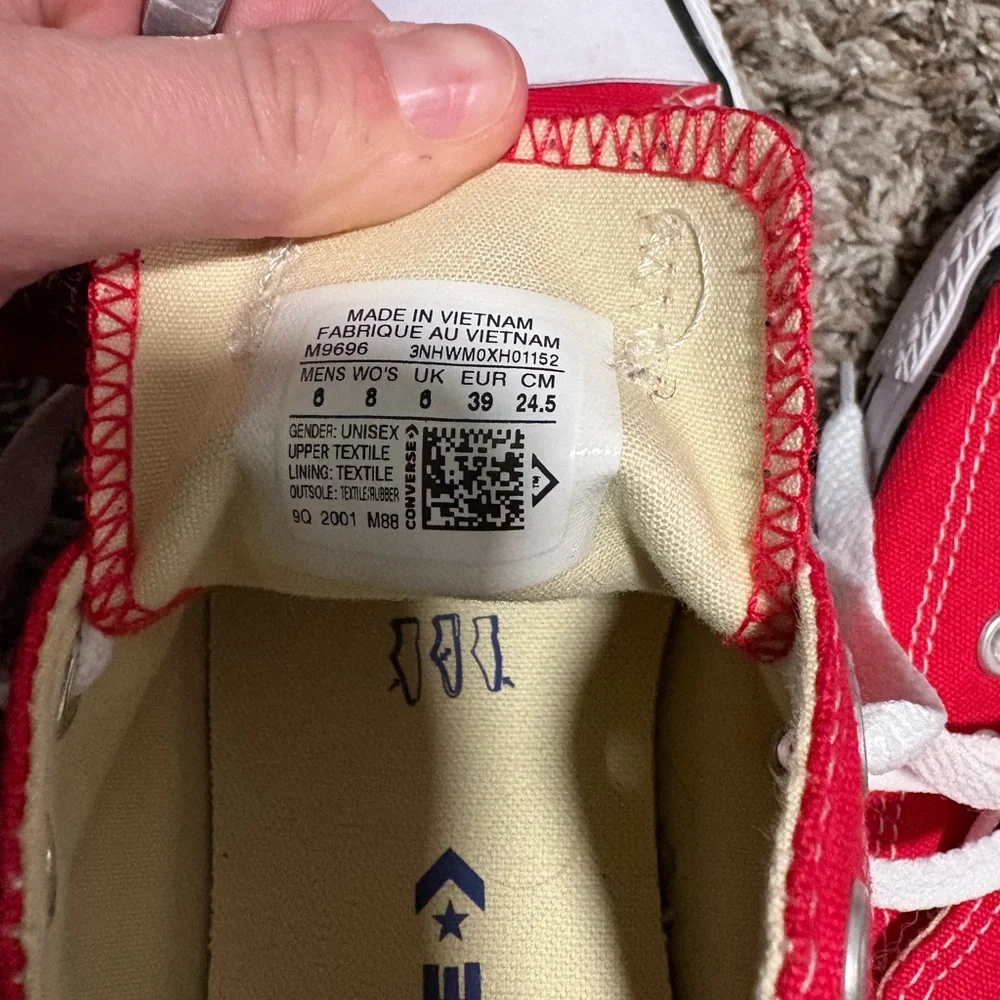 MADE IN VIETNAM
FABRIQUE AU VIETNAM
M9696 3NHWM0XH01152
MENS WO'S UK EUR CM
6 8 6 39 24.5
GENDER: UNISEX
UPPER TEXTILE
LINING: TEXTILE
OUTSOLE: TEXTILE/RUBBER
9Q 2001 M88
CONVERSE
TM